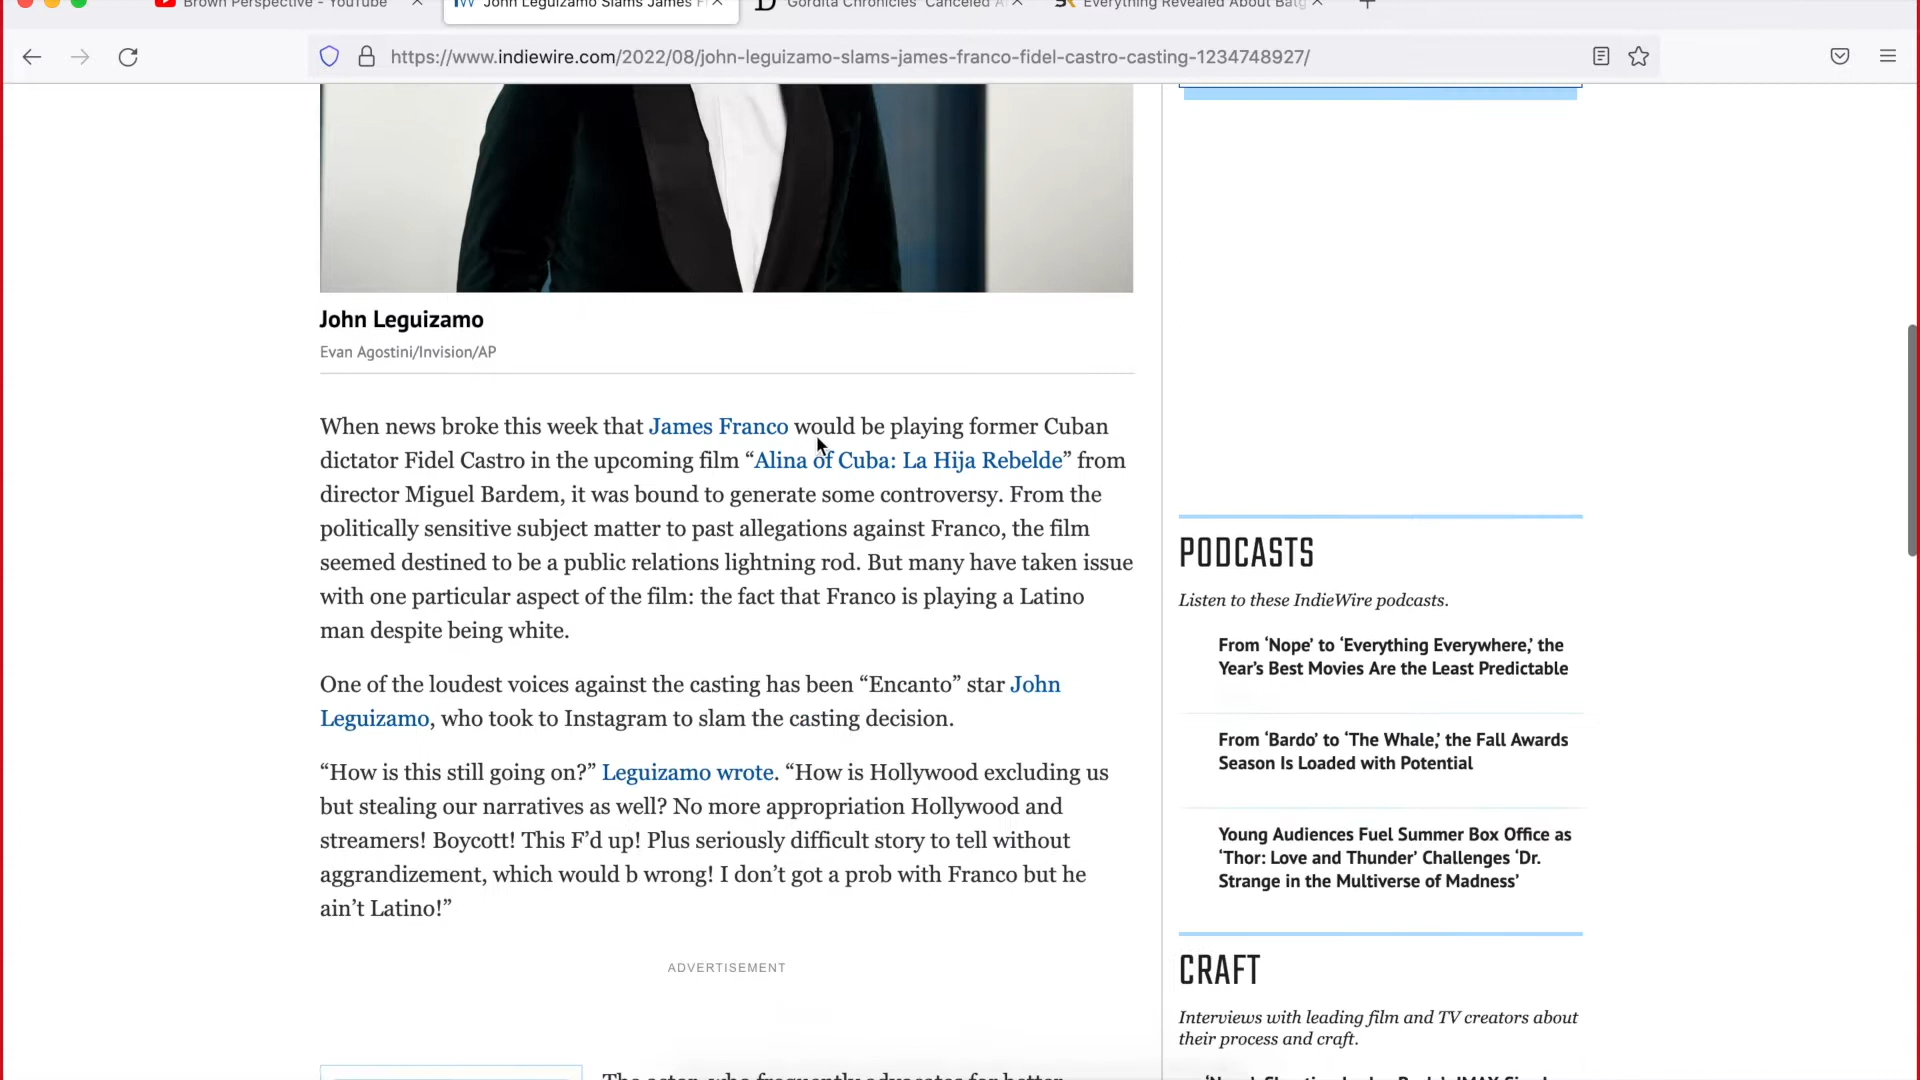 Brown Perspective - YouTube
John Leguizamo Slams James F
"Gordita Chronicles" Canceled A
Everything Revealed About Batg
https://www.indiewire.com/2022/08/john-leguizamo-slams-james-franco-fidel-castro-casting-1234748927/
John Leguizamo
Evan Agostini/Invision/AP
When news broke this week that James Franco would be playing former Cuban
dictator Fidel Castro in the upcoming film “Alina of Cuba: La Hija Rebelde” from
director Miguel Bardem, it was bound to generate some controversy. From the
politically sensitive subject matter to past allegations against Franco, the film
seemed destined to be a public relations lightning rod. But many have taken issue
with one particular aspect of the film: the fact that Franco is playing a Latino
man despite being white.
One of the loudest voices against the casting has been “Encanto” star John
Leguizamo, who took to Instagram to slam the casting decision.
“How is this still going on?” Leguizamo wrote. “How is Hollywood excluding us
but stealing our narratives as well? No more appropriation Hollywood and
streamers! Boycott! This F’d up! Plus seriously difficult story to tell without
aggrandizement, which would b wrong! I don’t got a prob with Franco but he
ain’t Latino!”
ADVERTISEMENT
The actor, who frequently advocates for better
PODCASTS
Listen to these IndieWire podcasts.
From ‘Nope’ to ‘Everything Everywhere,’ the
Year’s Best Movies Are the Least Predictable
From ‘Bardo’ to ‘The Whale,’ the Fall Awards
Season Is Loaded with Potential
Young Audiences Fuel Summer Box Office as
‘Thor: Love and Thunder’ Challenges ‘Dr.
Strange in the Multiverse of Madness’
CRAFT
Interviews with leading film and TV creators about
their process and craft.